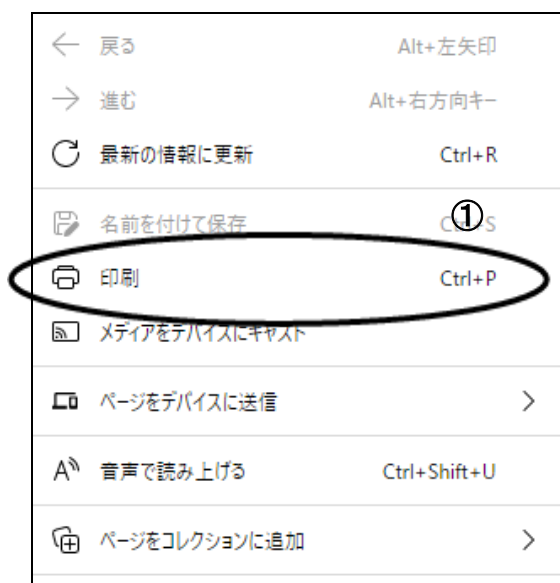 戻る Alt+左矢印
進む Alt+右方向キー
最新の情報に更新 Ctrl+R
①
名前を付けて保存 Ctrl+S
印刷 Ctrl+P
メディアをデバイスにキャスト
ページをデバイスに送信
音声で読み上げる Ctrl+Shift+U
ページをコレクションに追加